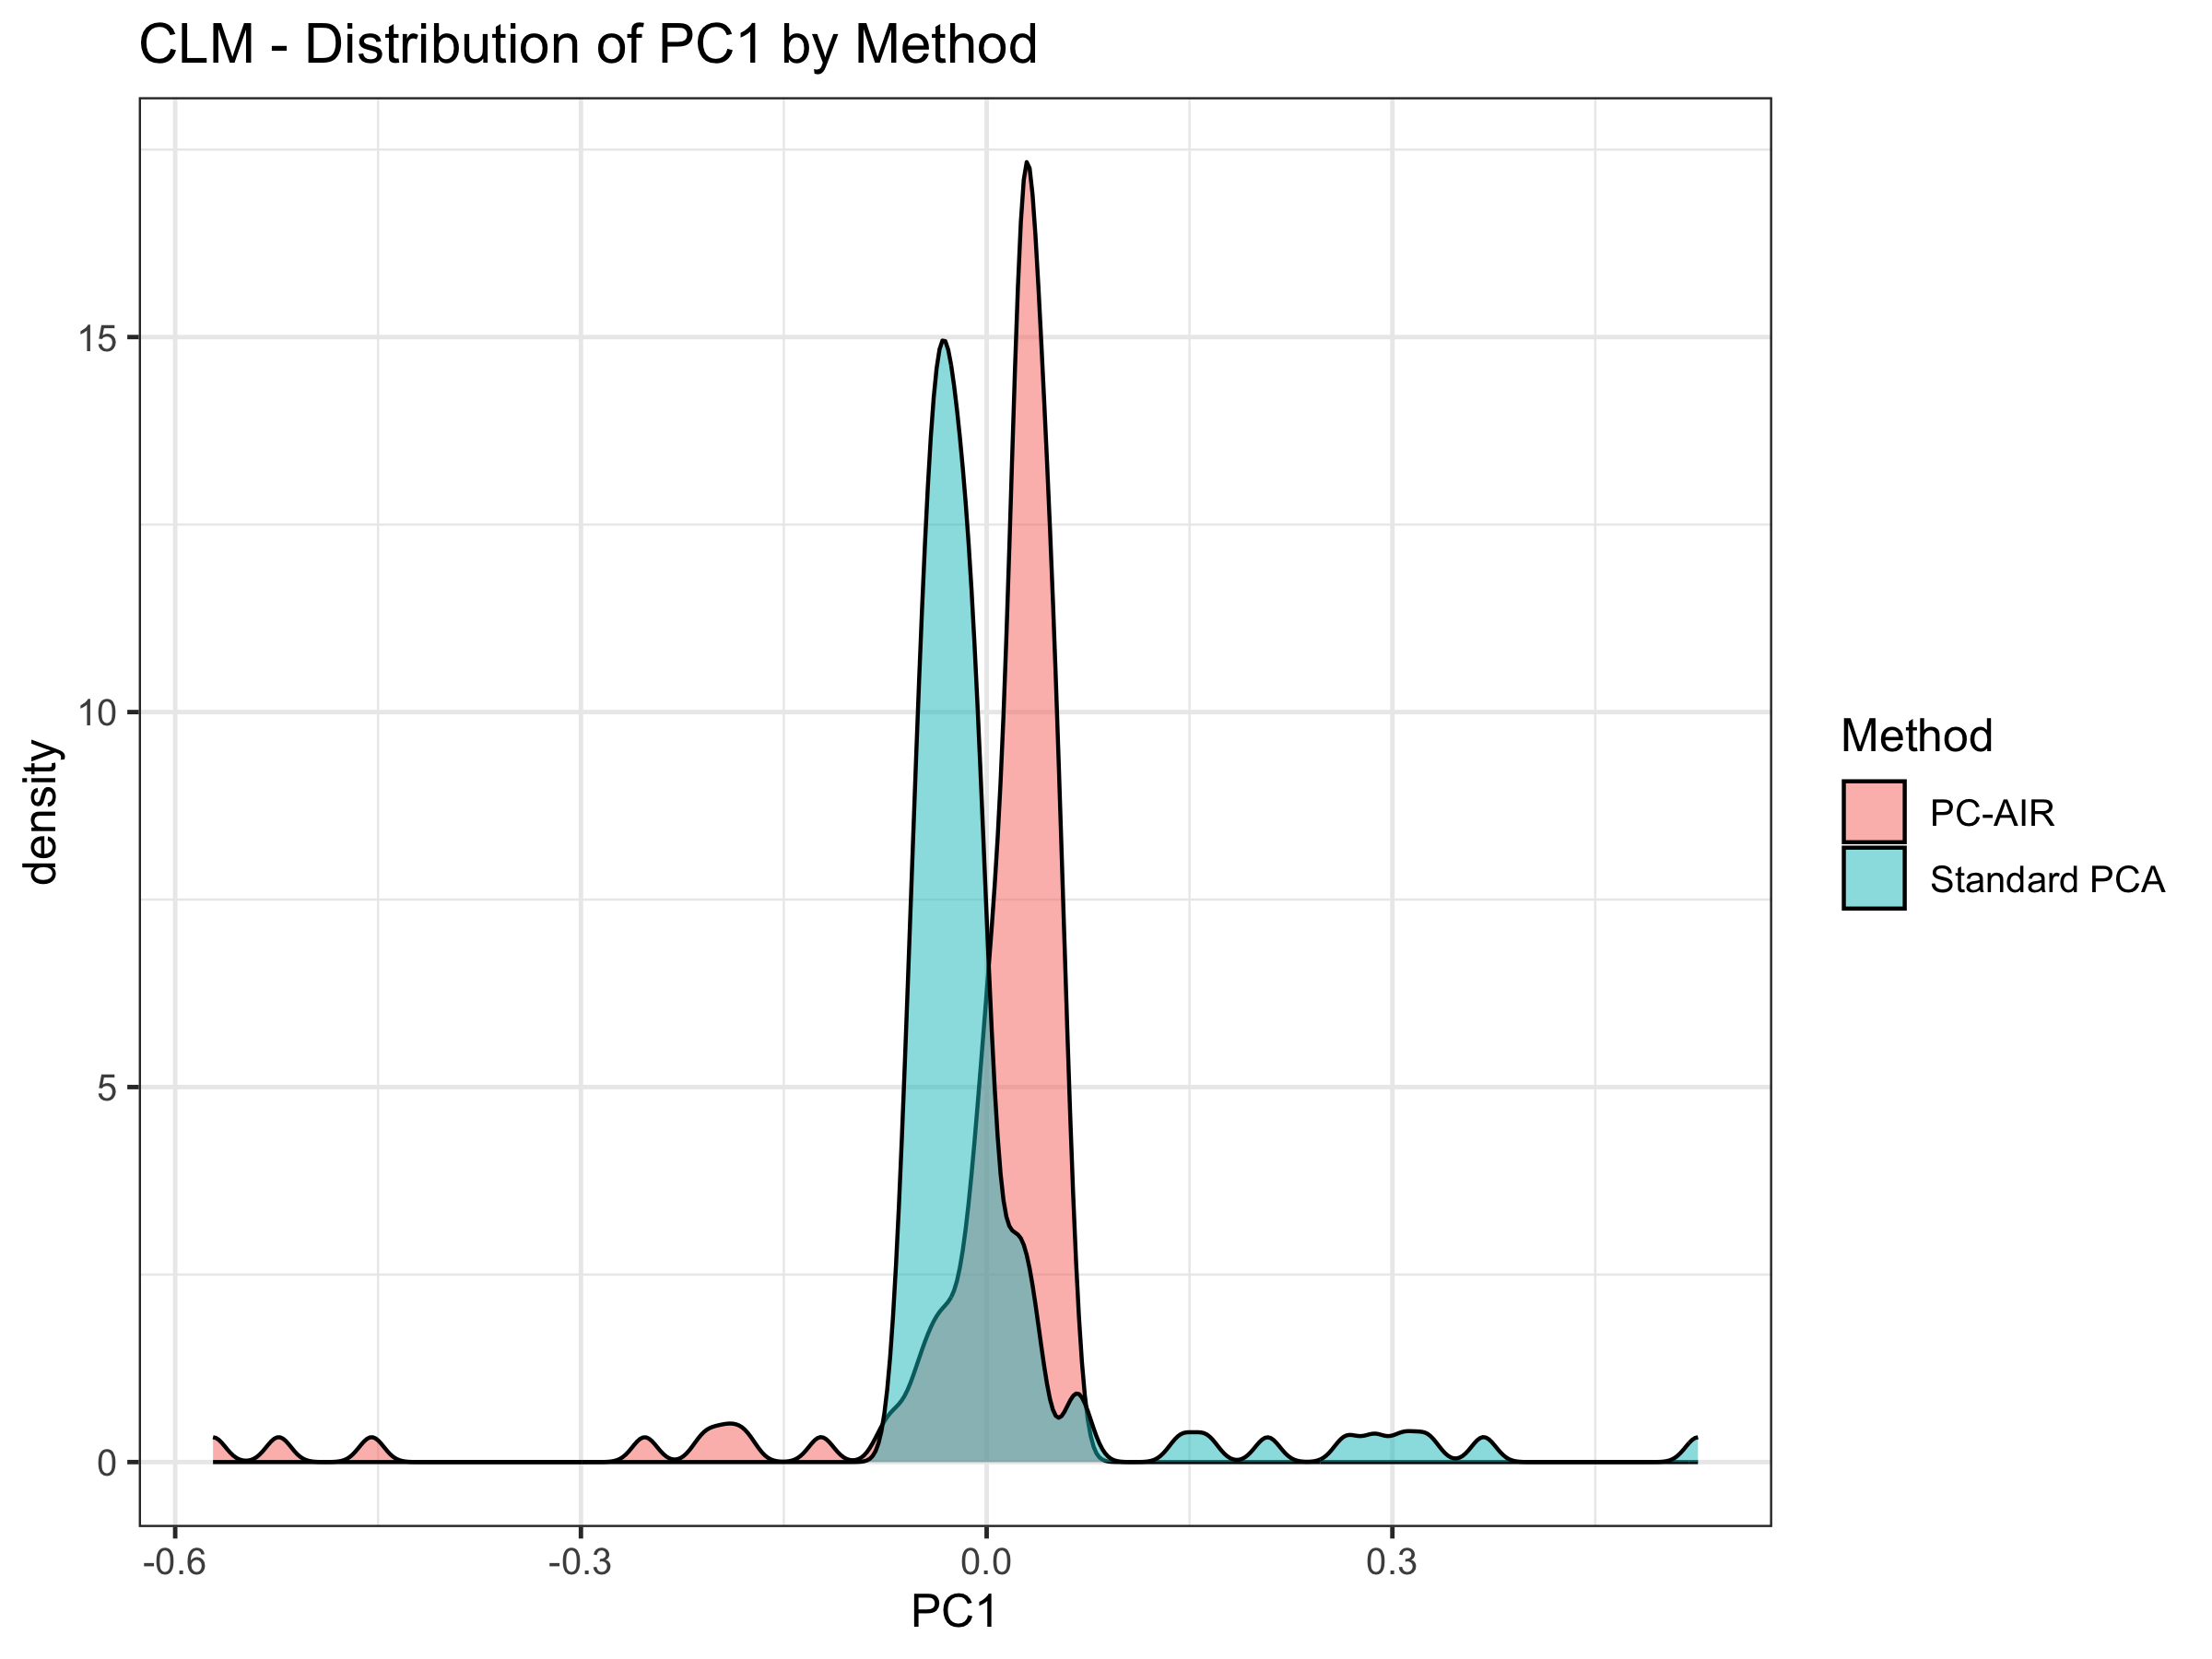 CLM - Distribution of PC1 by Method
density
15
10
5
0
-0.6
-0.3
0.0
0.3
PC1
Method
PC-AIR
Standard PCA